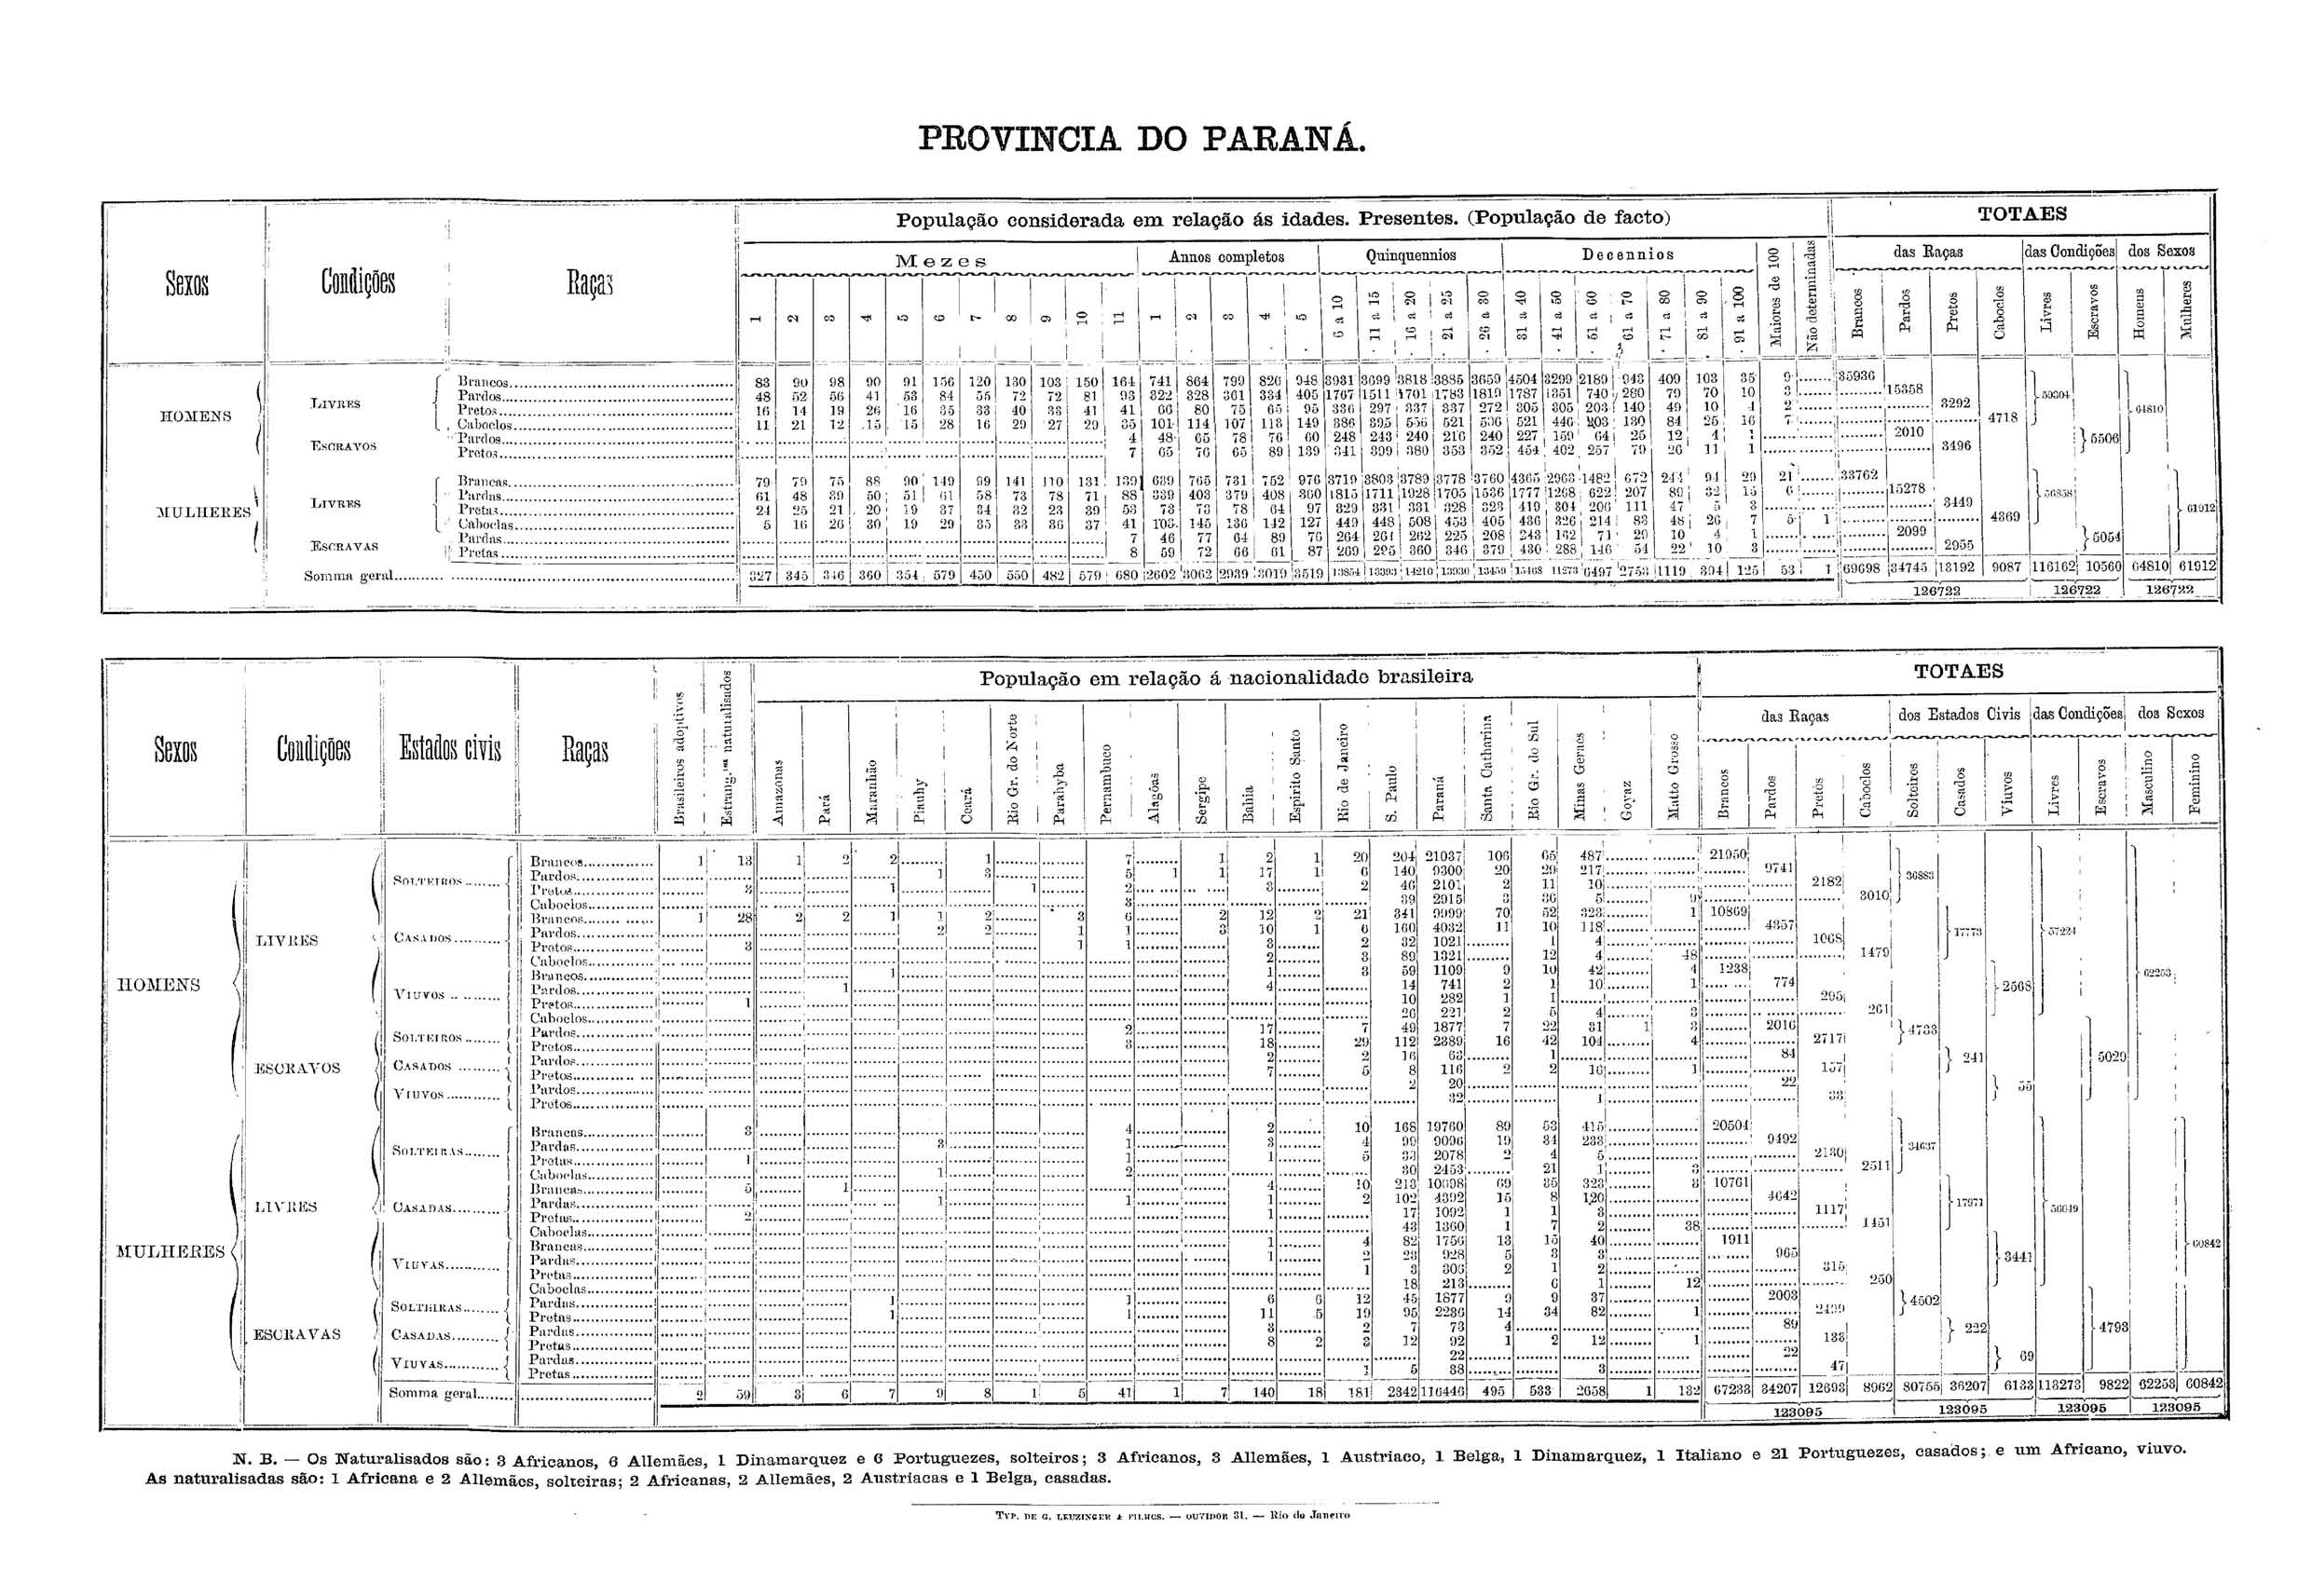 PROVINCIA DO PARANÁ.
População considerada em relação ás idades. Presentes. (População de facto)
TOTAES
Sexos Condições Raças
Mezes Annos completos Quinquennios Decennios Maiores de 100 Não determinadas das Raças das Condições dos Sexos
1 2 3 4 5 6 7 8 9 10 11 1 2 3 4 5 6 a 10 11 a 15 16 a 20 21 a 25 26 a 30 31 a 40 41 a 50 51 a 60 61 a 70 71 a 80 81 a 90 91 a 100 Brancos Pardos Pretos Caboclos Livres Escravos Homens Mulheres
HOMENS LIVRES Brancos 83 90 98 90 91 156 120 130 103 150 164 741 864 799 826 948 3931 3699 3818 3885 3659 4504 3299 2189 943 409 103 35 9 35936
Pardos 48 52 56 41 53 84 55 72 72 81 93 322 328 361 334 405 1767 1511 1701 1783 1819 1787 1351 740 280 79 70 10 3 15358
Pretos 16 14 19 26 16 35 33 40 33 41 41 66 80 75 65 95 336 297 337 337 272 305 305 203 140 49 10 4 2 3292
Caboclos 11 21 12 15 15 28 16 29 27 29 35 101 114 107 113 149 386 395 556 521 506 521 446 203 130 84 25 16 7 4718
59304 64810
ESCRAVOS Pardos 4 48 65 78 76 60 248 243 240 216 240 227 159 64 25 12 4 1 2010
Pretos 7 65 76 65 89 139 341 399 380 353 352 454 402 257 79 26 11 1 3496
5506
MULHERES LIVRES Brancas 79 79 75 88 90 149 99 141 110 131 139 689 765 731 752 976 3719 3803 3789 3778 3760 4365 2963 1482 672 244 94 29 21 33762
Pardas 61 48 39 50 51 61 58 73 78 71 88 339 403 379 408 360 1815 1711 1928 1705 1536 1777 1268 622 207 89 32 15 6 15278
Pretas 24 25 21 20 19 37 34 32 23 39 53 73 73 78 64 97 329 331 331 328 323 419 304 206 111 47 5 3 3449
Caboclas 5 16 26 30 19 29 35 33 36 37 41 103 145 136 142 127 449 448 508 453 405 436 326 214 83 48 26 7 5 1 4369
56858 61912
ESCRAVAS Pardas 7 46 77 64 89 76 264 261 262 225 208 243 162 71 29 10 4 1 2099
Pretas 8 59 72 66 61 87 269 295 360 346 379 430 288 146 54 22 10 3 2955
5054
Somma geral 327 345 346 360 354 579 450 550 482 579 680 2602 3062 2939 3019 3519 13854 13393 14210 13930 13459 15468 11273 6497 2753 1119 394 125 53 1 69698 34745 13192 9087 116162 10560 64810 61912
126722 126722 126722
População em relação á nacionalidade brasileira
TOTAES
Sexos Condições Estados civis Raças Brasileiros adoptivos Estrang.ros naturalisados
das Raças dos Estados Civis das Condições dos Sexos
Amazonas Pará Maranhão Piauhy Ceará Rio Gr. do Norte Parahyba Pernambuco Alagôas Sergipe Bahia Espirito Santo Rio de Janeiro S. Paulo Paraná Santa Catharina Rio Gr. do Sul Minas Geraes Goyaz Matto Grosso Brancos Pardos Pretos Caboclos Solteiros Casados Viuvos Livres Escravos Masculino Feminino
HOMENS LIVRES SOLTEIROS Brancos 1 13 1 2 2 1 7 1 2 1 20 204 21037 106 65 487 21950
Pardos 1 3 5 1 1 17 1 6 140 9300 20 29 217 9741
Pretos 3 1 1 2 3 2 46 2101 2 11 10 2182
Caboclos 3 39 2915 3 36 5 9 3010
36883
CASADOS Brancos 1 28 2 2 1 1 2 3 6 2 12 2 21 341 9999 70 52 323 1 10869
Pardos 2 2 1 1 3 10 1 6 160 4032 11 10 118 4357
Pretos 3 1 1 3 2 32 1021 1 4 1068
Caboclos 2 3 89 1321 12 4 48 1479
17773 57224 62253
VIUVOS Brancos 1 1 3 59 1109 9 10 42 4 1238
Pardos 1 4 14 741 2 1 10 1 774
Pretos 1 10 282 1 1 295
Caboclos 26 221 2 5 4 3 261
2568
ESCRAVOS SOLTEIROS Pardos 2 17 7 49 1877 7 22 31 1 3 2016
Pretos 3 18 29 112 2389 16 42 104 4 2717
4733
CASADOS Pardos 2 2 16 63 1 84
Pretos 7 5 8 116 2 2 16 1 157
241 5029
VIUVOS Pardos 2 20 22
Pretos 32 1 33
55
MULHERES LIVRES SOLTEIRAS Brancas 3 4 2 10 168 19760 89 53 415 20504
Pardas 3 1 3 4 99 9096 19 34 233 9492
Pretas 1 1 1 5 33 2078 2 4 5 2130
Caboclas 1 2 30 2453 21 1 3 2511
34637
CASADAS Brancas 5 1 4 10 213 10098 69 35 323 3 10761
Pardas 1 1 1 2 102 4392 15 8 120 4642
Pretas 2 1 17 1092 1 1 3 1117
Caboclas 43 1360 1 7 2 38 1451
17971 56049 60842
VIUVAS Brancas 1 4 82 1756 13 15 40 1911
Pardas 1 2 23 928 5 3 3 965
Pretas 1 3 306 2 1 2 315
Caboclas 18 213 6 1 12 250
3441
ESCRAVAS SOLTEIRAS Pardas 1 1 6 6 12 45 1877 9 9 37 2003
Pretas 1 1 11 5 19 95 2286 14 34 82 1 2499
4502
CASADAS Pardas 3 2 7 73 4 89
Pretas 8 2 3 12 92 1 2 12 1 133
222 4793
VIUVAS Pardas 22 22
Pretas 1 5 38 3 47
69
Somma geral 2 59 3 6 7 9 8 1 5 41 1 7 140 18 181 2342 116446 495 533 2658 1 132 67233 34207 12693 8962 80755 36207 6133 113273 9822 62253 60842
123095 123095 123095 123095
N. B. — Os Naturalisados são: 3 Africanos, 6 Allemães, 1 Dinamarquez e 6 Portuguezes, solteiros; 3 Africanos, 3 Allemães, 1 Austriaco, 1 Belga, 1 Dinamarquez, 1 Italiano e 21 Portuguezes, casados; e um Africano, viuvo.
As naturalisadas são: 1 Africana e 2 Allemães, solteiras; 2 Africanas, 2 Allemães, 2 Austriacas e 1 Belga, casadas.
TYP. DE G. LEUZINGER & FILHOS. — OUVIDOR 31. — Rio de Janeiro